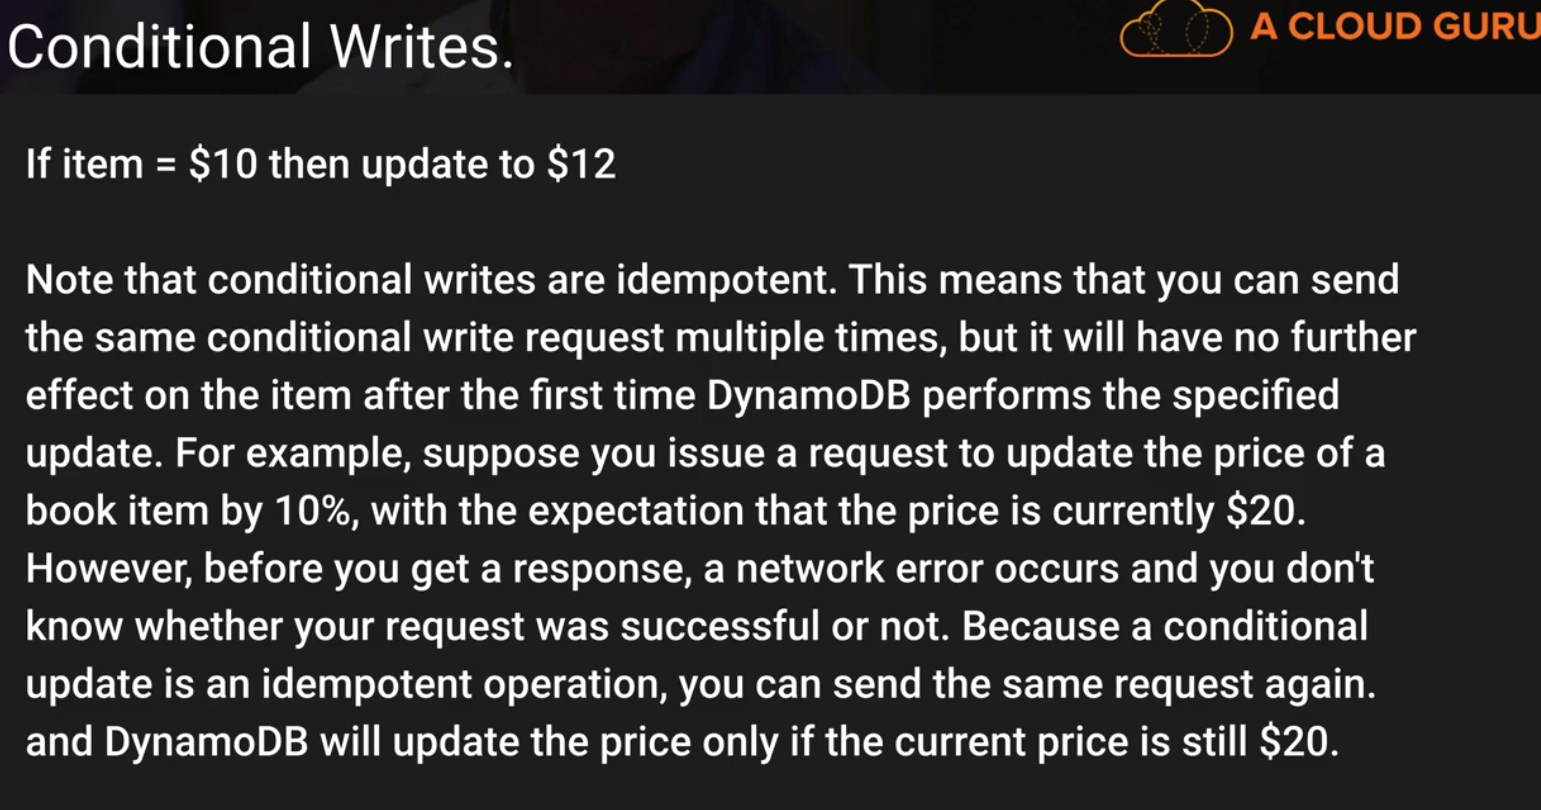 Conditional Writes.
A CLOUD GURU
If item = $10 then update to $12
Note that conditional writes are idempotent. This means that you can send
the same conditional write request multiple times, but it will have no further
effect on the item after the first time DynamoDB performs the specified
update. For example, suppose you issue a request to update the price of a
book item by 10%, with the expectation that the price is currently $20.
However, before you get a response, a network error occurs and you don't
know whether your request was successful or not. Because a conditional
update is an idempotent operation, you can send the same request again.
and DynamoDB will update the price only if the current price is still $20.